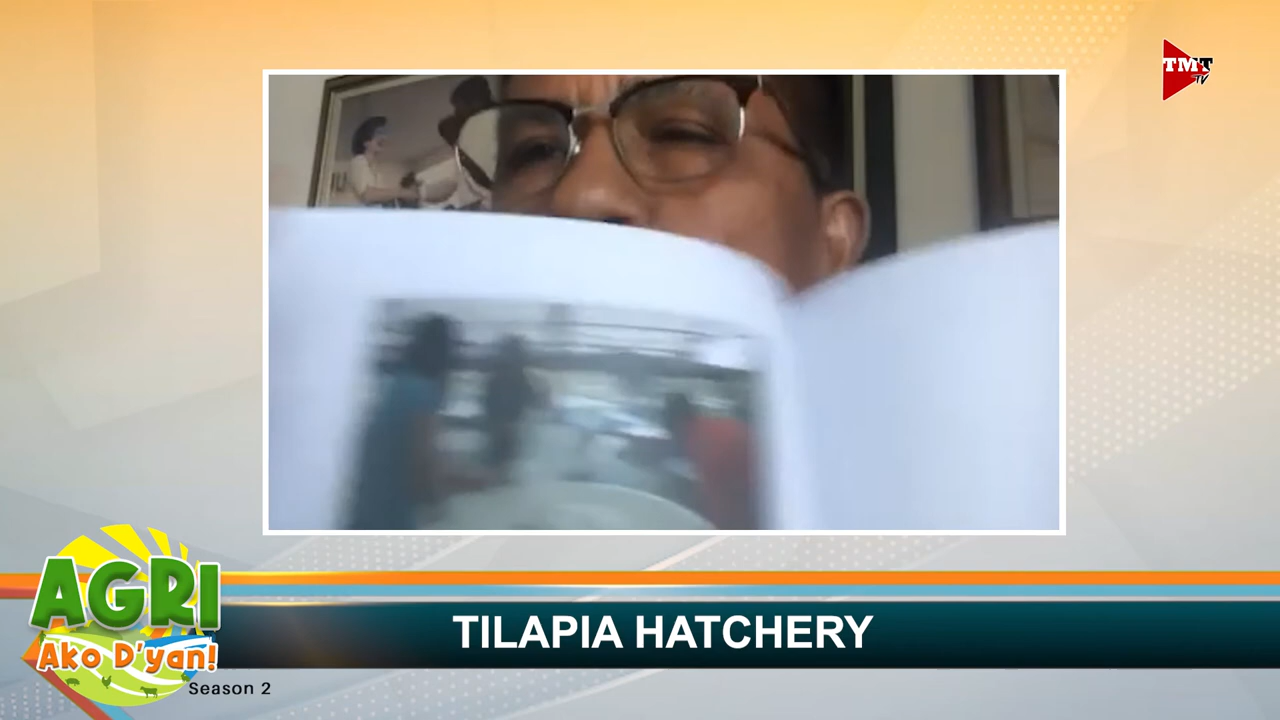 TMT
TV
TILAPIA HATCHERY
AGRI
Ako D'yan!
Season 2